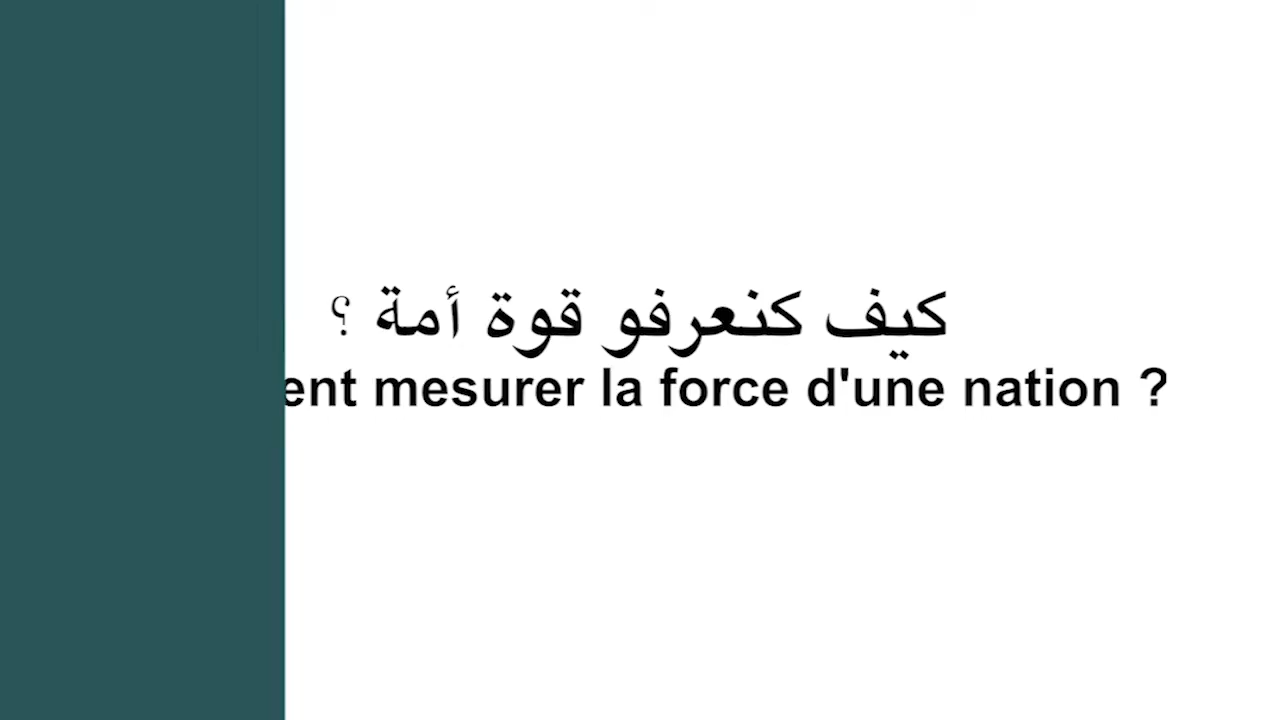 كيف كنعرفو قوة أمة ؟
ent mesurer la force d'une nation ?